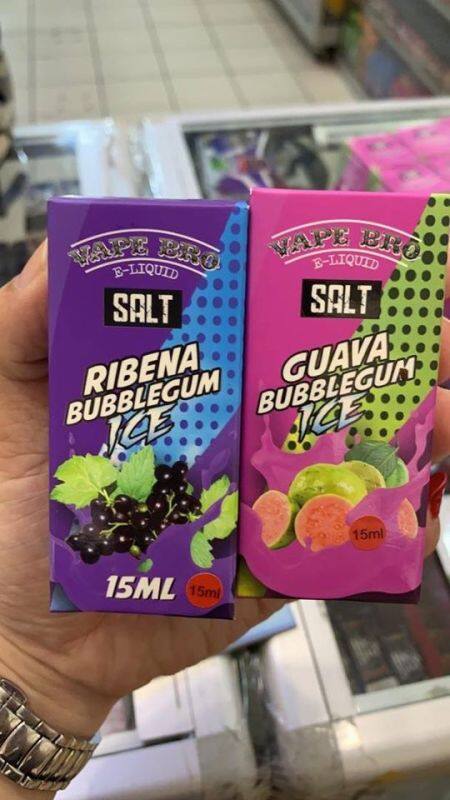 VAPE BRO
E-LIQUID
SALT
RIBENA
BUBBLEGUM
ICE
15ML
15ml
VAPE BRO
E-LIQUID
SALT
GUAVA
BUBBLEGUM
ICE
15ml